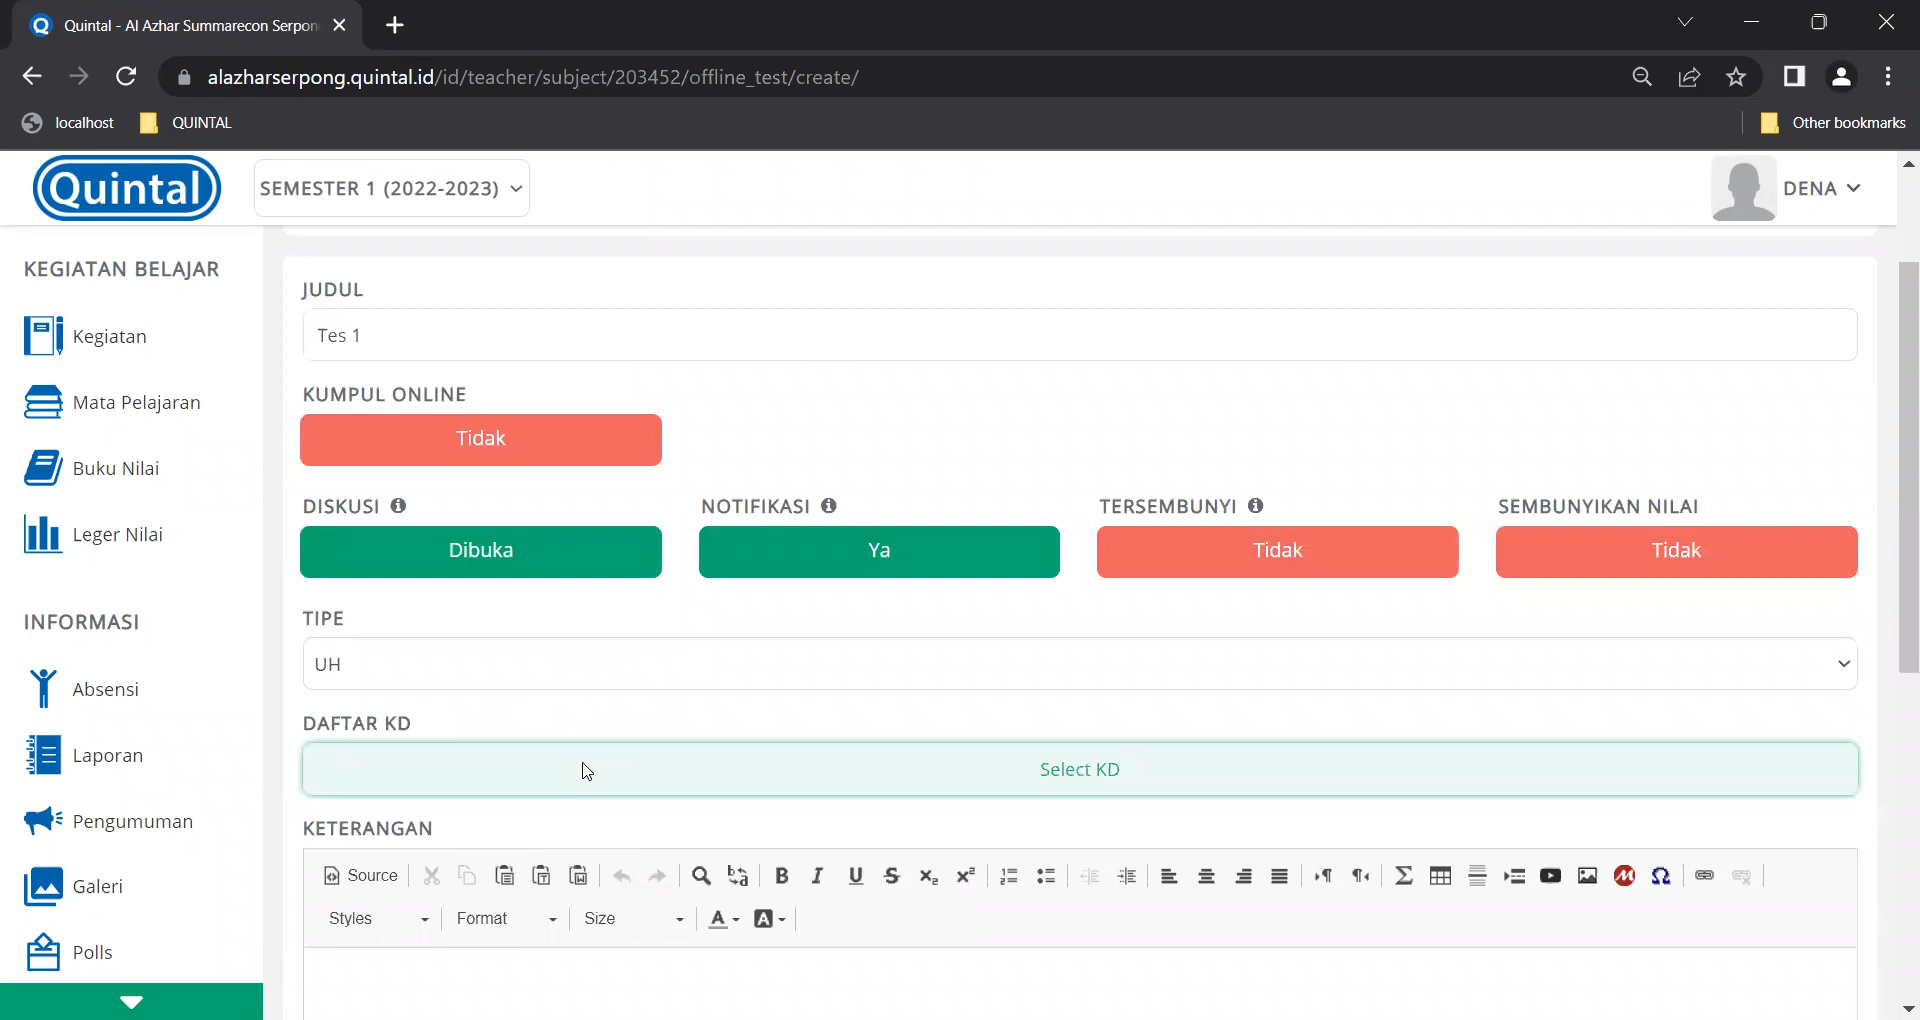 Quintal - Al Azhar Summarecon Serpon
alazharserpong.quintal.id/id/teacher/subject/203452/offline_test/create/
localhost
QUINTAL
Other bookmarks
Quintal
SEMESTER 1 (2022-2023)
DENA
KEGIATAN BELAJAR
Kegiatan
Mata Pelajaran
Buku Nilai
Leger Nilai
INFORMASI
Absensi
Laporan
Pengumuman
Galeri
Polls
JUDUL
Tes 1
KUMPUL ONLINE
Tidak
DISKUSI
NOTIFIKASI
TERSEMBUNYI
SEMBUNYIKAN NILAI
Dibuka
Ya
Tidak
Tidak
TIPE
UH
DAFTAR KD
Select KD
KETERANGAN
Source
Styles
Format
Size